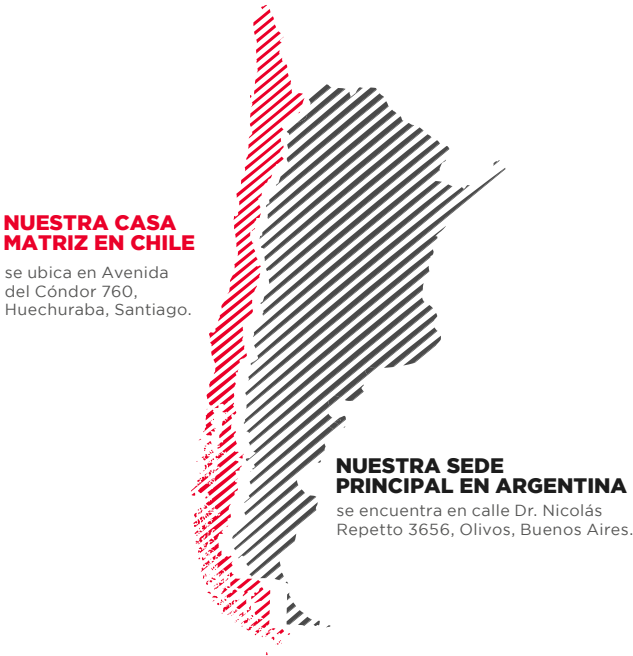 NUESTRA CASA
MATRIZ EN CHILE
se ubica en Avenida
del Cóndor 760,
Huechuraba, Santiago.
NUESTRA SEDE
PRINCIPAL EN ARGENTINA
se encuentra en calle Dr. Nicolás
Repetto 3656, Olivos, Buenos Aires.